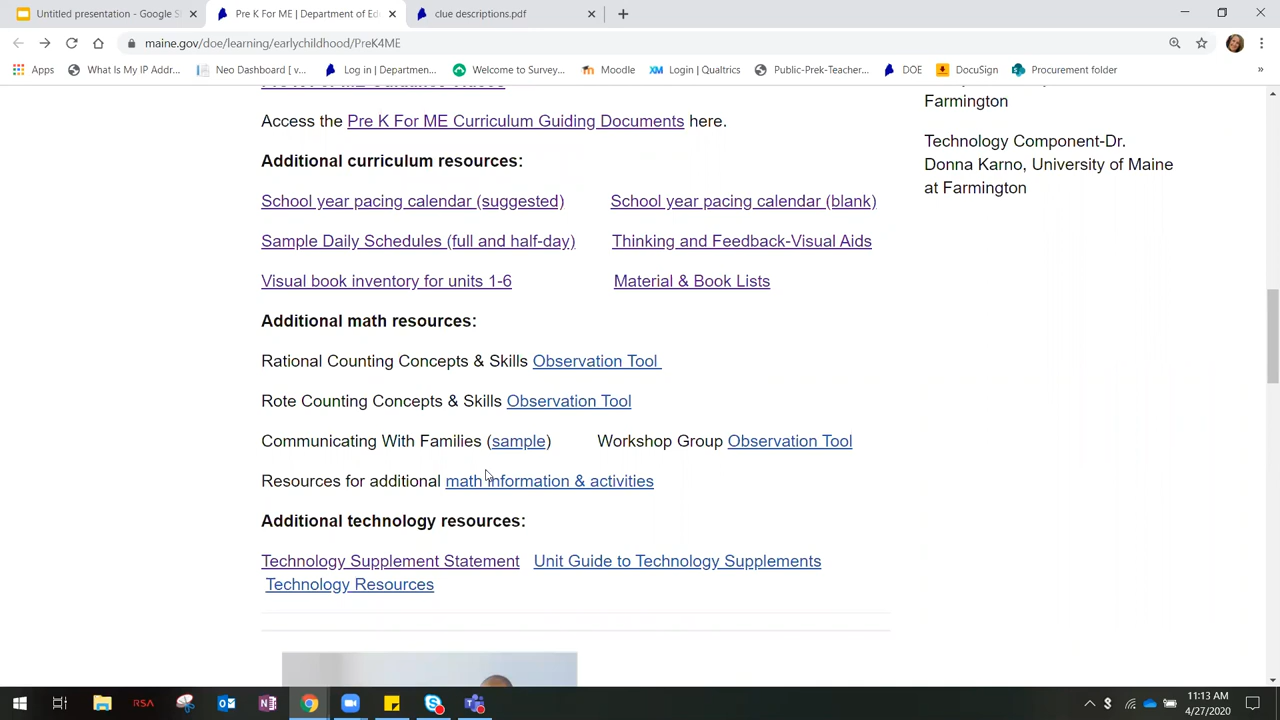 Untitled presentation - Google S
Pre K For ME | Department of Ed
clue descriptions.pdf
maine.gov/doe/learning/earlychildhood/PreK4ME
Apps
What Is My IP Addr...
Neo Dashboard [ v...
Log in | Departmen...
Welcome to Survey...
Moodle
Login | Qualtrics
Public-Prek-Teacher...
DOE
DocuSign
Procurement folder
Farmington
Access the Pre K For ME Curriculum Guiding Documents here.
Technology Component-Dr.
Donna Karno, University of Maine
at Farmington
Additional curriculum resources:
School year pacing calendar (suggested) School year pacing calendar (blank)
Sample Daily Schedules (full and half-day) Thinking and Feedback-Visual Aids
Visual book inventory for units 1-6 Material & Book Lists
Additional math resources:
Rational Counting Concepts & Skills Observation Tool
Rote Counting Concepts & Skills Observation Tool
Communicating With Families (sample) Workshop Group Observation Tool
Resources for additional math information & activities
Additional technology resources:
Technology Supplement Statement Unit Guide to Technology Supplements
Technology Resources
RSA
11:13 AM
4/27/2020